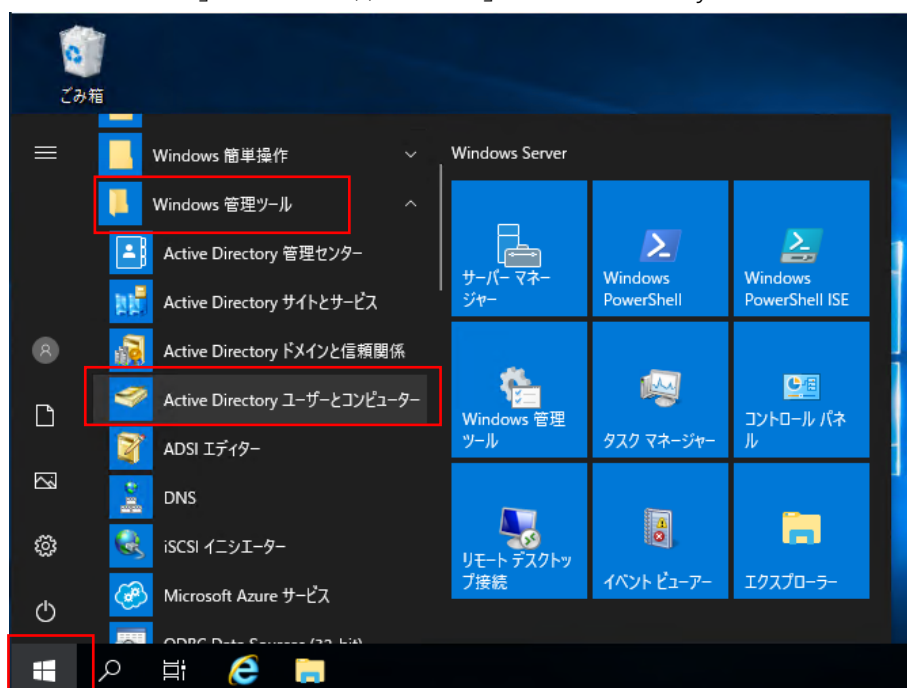 ごみ箱
Windows 簡単操作
Windows 管理ツール
Active Directory 管理センター
Active Directory サイトとサービス
Active Directory ドメインと信頼関係
Active Directory ユーザーとコンピューター
ADSI エディター
DNS
iSCSI イニシエーター
Microsoft Azure サービス
ODBC Data Sources (32-bit)
Windows Server
サーバー マネー
ジャー
Windows
PowerShell
Windows
PowerShell ISE
Windows 管理
ツール
タスク マネージャー
コントロール パネ
ル
リモート デスクトッ
プ接続
イベント ビューアー
エクスプローラー